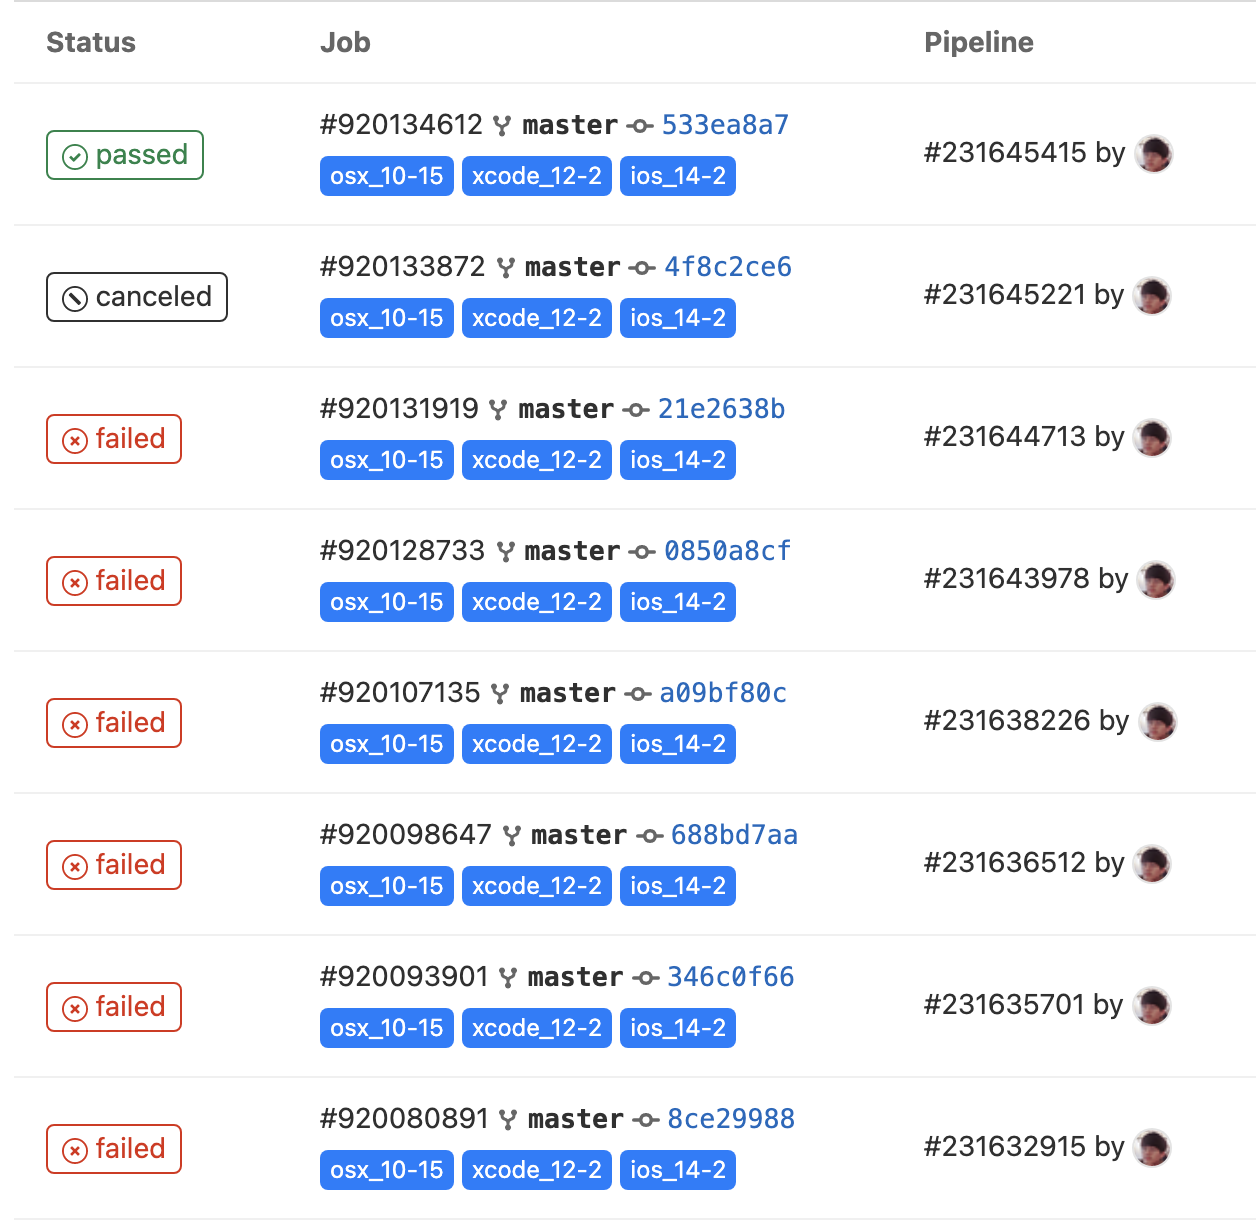 Status Job Pipeline
passed #920134612 master 533ea8a7 #231645415 by
osx_10-15 xcode_12-2 ios_14-2
canceled #920133872 master 4f8c2ce6 #231645221 by
osx_10-15 xcode_12-2 ios_14-2
failed #920131919 master 21e2638b #231644713 by
osx_10-15 xcode_12-2 ios_14-2
failed #920128733 master 0850a8cf #231643978 by
osx_10-15 xcode_12-2 ios_14-2
failed #920107135 master a09bf80c #231638226 by
osx_10-15 xcode_12-2 ios_14-2
failed #920098647 master 688bd7aa #231636512 by
osx_10-15 xcode_12-2 ios_14-2
failed #920093901 master 346c0f66 #231635701 by
osx_10-15 xcode_12-2 ios_14-2
failed #920080891 master 8ce29988 #231632915 by
osx_10-15 xcode_12-2 ios_14-2